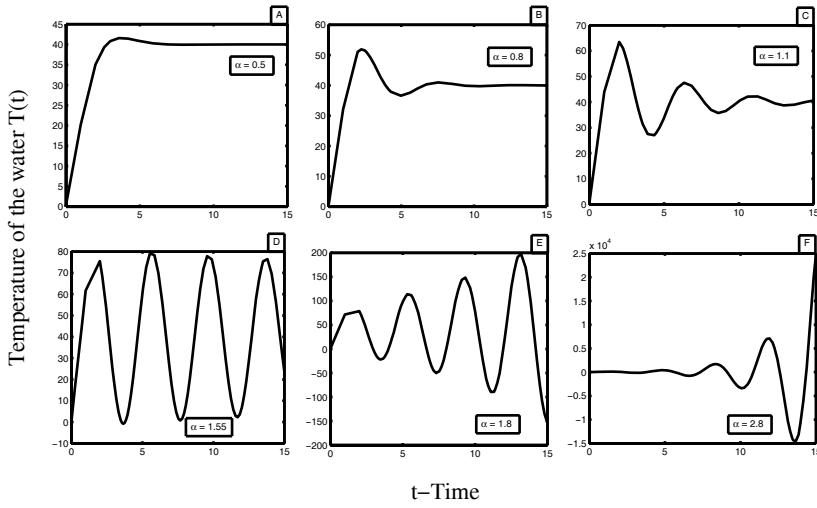 Temperature of the water T(t)
A
45
40
35
30
25
20
15
10
5
0
0 5 10 15
α = 0.5
B
60
50
40
30
20
10
0
0 5 10 15
α = 0.8
C
70
60
50
40
30
20
10
0
0 5 10 15
α = 1.1
D
80
70
60
50
40
30
20
10
0
−10
0 5 10 15
α = 1.55
E
200
150
100
50
0
−50
−100
−150
−200
0 5 10 15
α = 1.8
F
x 10^4
2.5
2
1.5
1
0.5
0
−0.5
−1
−1.5
0 5 10 15
α = 2.8
t−Time